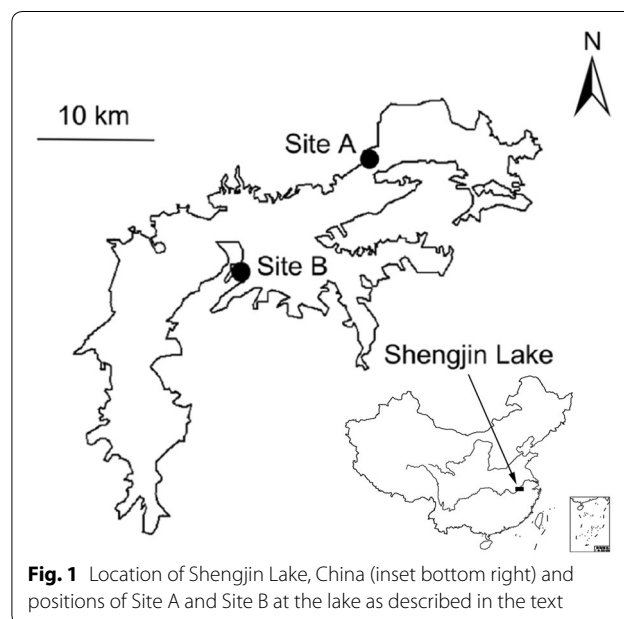 N
10 km
Site A
Site B
Shengjin Lake
Fig. 1 Location of Shengjin Lake, China (inset bottom right) and
positions of Site A and Site B at the lake as described in the text